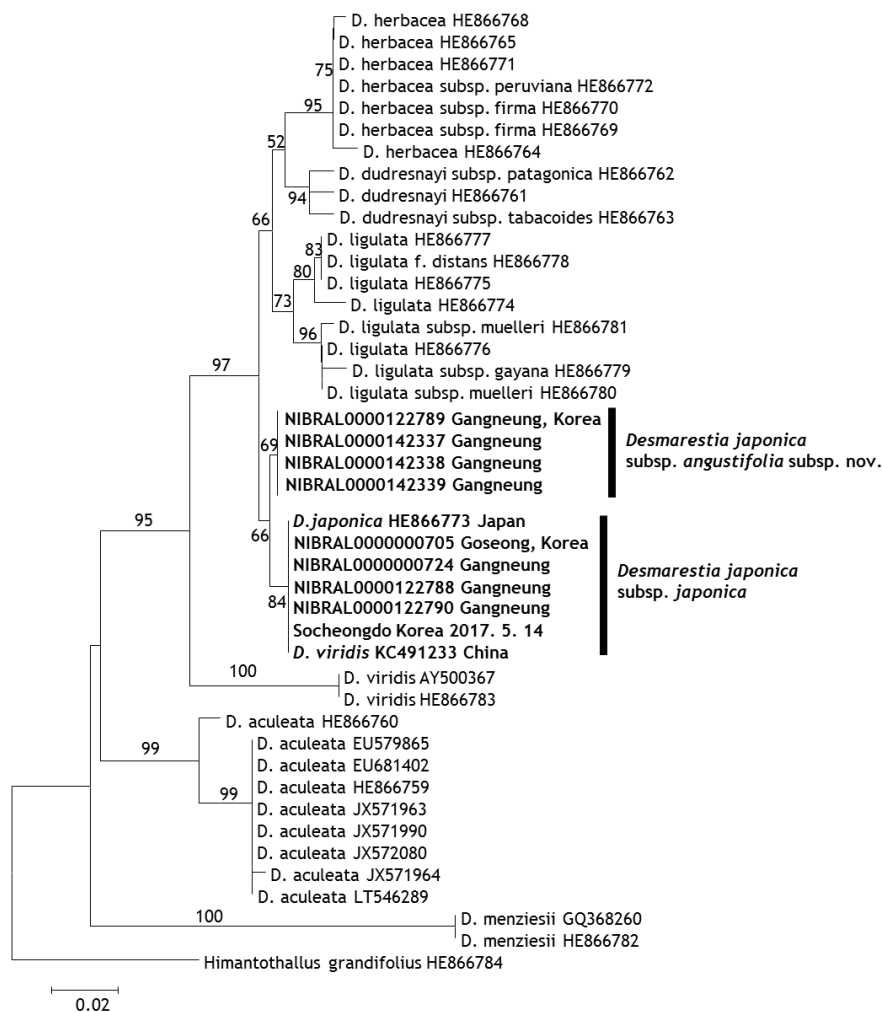 D. herbacea HE866768
D. herbacea HE866765
D. herbacea HE866771
75
D. herbacea subsp. peruviana HE866772
95
D. herbacea subsp. firma HE866770
D. herbacea subsp. firma HE866769
52
D. herbacea HE866764
D. dudresnayi subsp. patagonica HE866762
94
D. dudresnayi HE866761
66
D. dudresnayi subsp. tabacoides HE866763
D. ligulata HE866777
83
D. ligulata f. distans HE866778
80
D. ligulata HE866775
73
D. ligulata HE866774
D. ligulata subsp. muelleri HE866781
96
D. ligulata HE866776
97
D. ligulata subsp. gayana HE866779
D. ligulata subsp. muelleri HE866780
NIBRAL0000122789 Gangneung, Korea
69
NIBRAL0000142337 Gangneung
NIBRAL0000142338 Gangneung
NIBRAL0000142339 Gangneung
Desmarestia japonica
subsp. angustifolia subsp. nov.
95
D.japonica HE866773 Japan
66
NIBRAL0000000705 Goseong, Korea
NIBRAL0000000724 Gangneung
NIBRAL0000122788 Gangneung
84
NIBRAL0000122790 Gangneung
Socheongdo Korea 2017. 5. 14
D. viridis KC491233 China
Desmarestia japonica
subsp. japonica
100
D. viridis AY500367
D. viridis HE866783
D. aculeata HE866760
99
D. aculeata EU579865
D. aculeata EU681402
D. aculeata HE866759
99
D. aculeata JX571963
D. aculeata JX571990
D. aculeata JX572080
D. aculeata JX571964
D. aculeata LT546289
100
D. menziesii GQ368260
D. menziesii HE866782
Himantothallus grandifolius HE866784
0.02